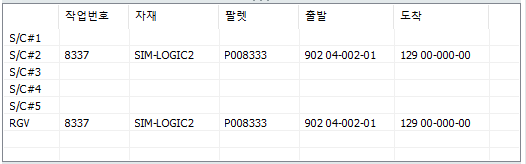 작업번호 자재 팔렛 출발 도착
S/C#1
S/C#2 8337 SIM-LOGIC2 P008333 902 04-002-01 129 00-000-00
S/C#3
S/C#4
S/C#5
RGV 8337 SIM-LOGIC2 P008333 902 04-002-01 129 00-000-00